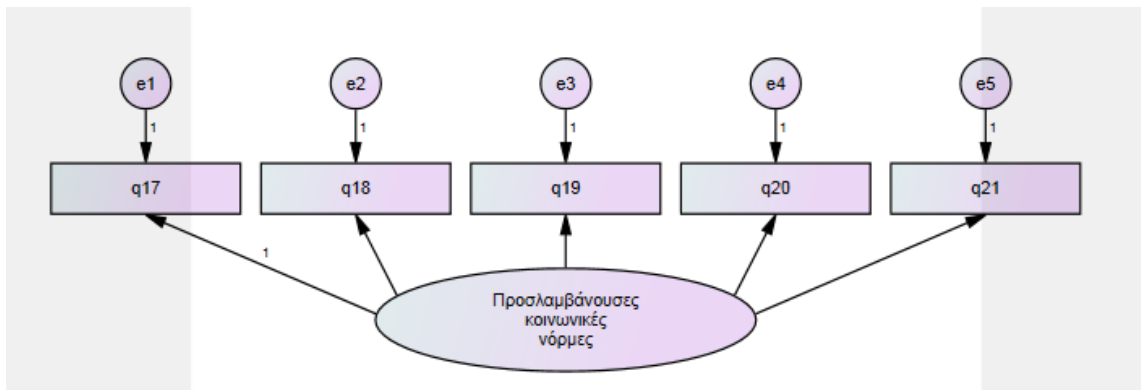 e1 e2 e3 e4 e5
1 1 1 1 1
q17 q18 q19 q20 q21
1
Προσλαμβάνουσες
κοινωνικές
νόρμες